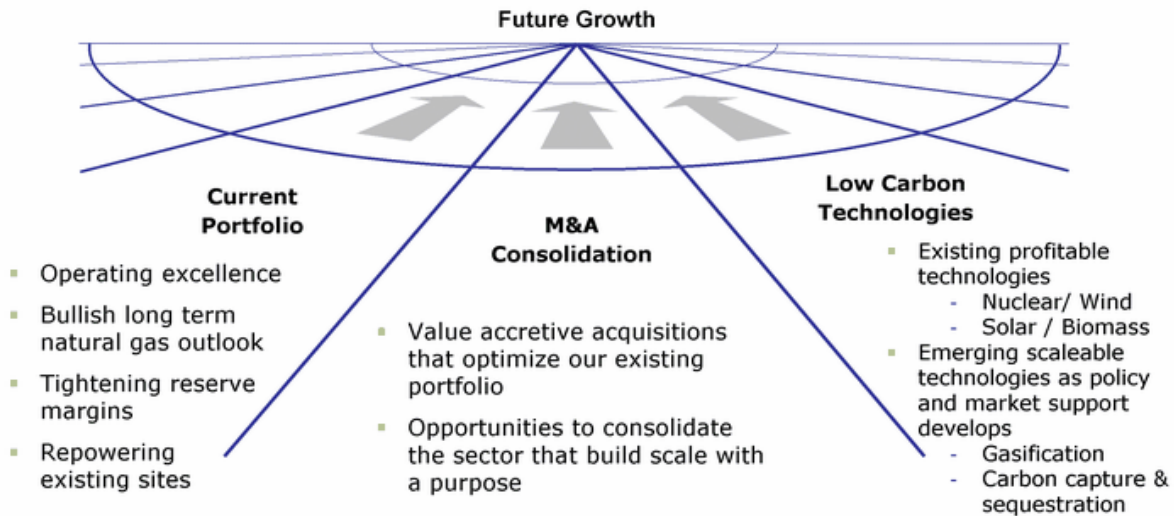 Future Growth
Current
Portfolio
▪ Operating excellence
▪ Bullish long term
natural gas outlook
▪ Tightening reserve
margins
▪ Repowering
existing sites
M&A
Consolidation
▪ Value accretive acquisitions
that optimize our existing
portfolio
▪ Opportunities to consolidate
the sector that build scale with
a purpose
Low Carbon
Technologies
▪ Existing profitable
technologies
- Nuclear/ Wind
- Solar / Biomass
▪ Emerging scaleable
technologies as policy
and market support
develops
- Gasification
- Carbon capture &
sequestration